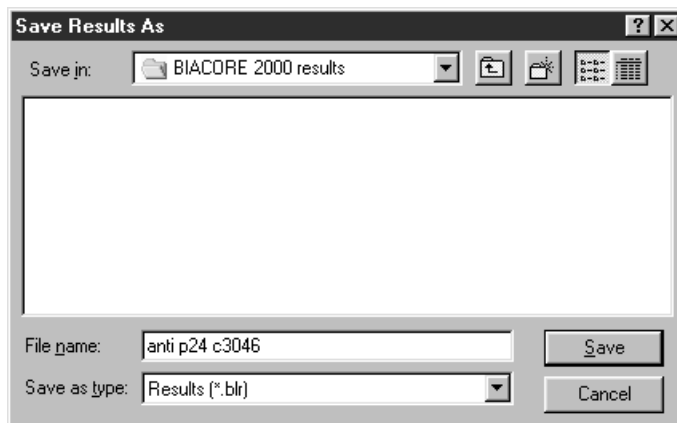 Save Results As
Save in: BIACORE 2000 results
File name: anti p24 c3046 Save
Save as type: Results (*.blr) Cancel